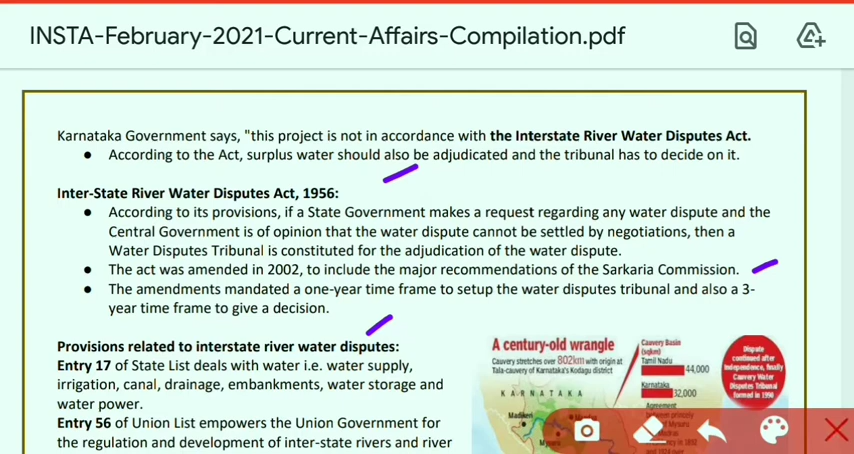 INSTA-February-2021-Current-Affairs-Compilation.pdf
Karnataka Government says, "this project is not in accordance with the Interstate River Water Disputes Act.
● According to the Act, surplus water should also be adjudicated and the tribunal has to decide on it.
Inter-State River Water Disputes Act, 1956:
● According to its provisions, if a State Government makes a request regarding any water dispute and the
Central Government is of opinion that the water dispute cannot be settled by negotiations, then a
Water Disputes Tribunal is constituted for the adjudication of the water dispute.
● The act was amended in 2002, to include the major recommendations of the Sarkaria Commission.
● The amendments mandated a one-year time frame to setup the water disputes tribunal and also a 3-
year time frame to give a decision.
Provisions related to interstate river water disputes:
Entry 17 of State List deals with water i.e. water supply,
irrigation, canal, drainage, embankments, water storage and
water power.
Entry 56 of Union List empowers the Union Government for
the regulation and development of inter-state rivers and river
A century-old wrangle
Cauvery stretches over 802km with origin at
Tala-cauvery of Karnataka's Kodagu district
KARNATAKA
Madikeri
Mysuru
Cauvery Basin
(sqkm)
Tamil Nadu
44,000
Karnataka
32,000
Agreement
Dispute
continued after
Independence, finally
Cauvery Water
Disputes Tribunal
formed in 1990